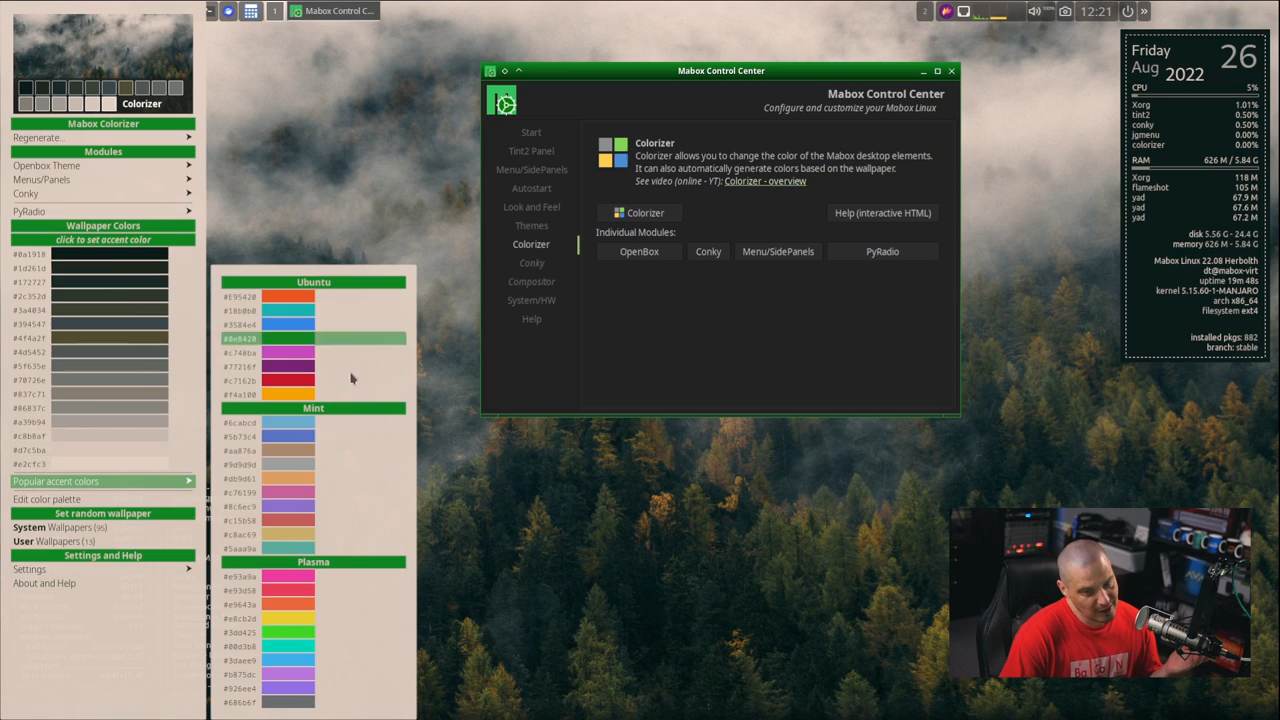 Colorizer
Mabox Colorizer
Regenerate...
Modules
Openbox Theme
Menus/Panels
Conky
PyRadio
Wallpaper Colors
click to set accent color
#0a1918
#1d261d
#172727
#2c352d
#3a4034
#394547
#4f4a2f
#4d5452
#5f635e
#70726e
#837c71
#86837c
#a39b94
#c8b8af
#d7c5ba
#e2cfc3
Popular accent colors
Edit color palette
Set random wallpaper
System Wallpapers (95)
User Wallpapers (13)
Settings and Help
Settings
About and Help
Ubuntu
#E95420
#18b0b0
#3584e4
#0e8420
#c748ba
#77216f
#c7162b
#f4a100
Mint
#6cabcd
#5b73c4
#aa876a
#9d9d9d
#db9d61
#c76199
#8c6ec9
#c15b58
#c8ac69
#5aaa9a
Plasma
#e93a9a
#e93d58
#e9643a
#e8cb2d
#3dd425
#00d3b8
#3daee9
#b875dc
#926ee4
#686b6f
1
Mabox Control C...
2
12:21
Mabox Control Center
Mabox Control Center
Configure and customize your Mabox Linux
Start
Tint2 Panel
Menu/SidePanels
Autostart
Look and Feel
Themes
Colorizer
Conky
Compositor
System/HW
Help
Colorizer
Colorizer allows you to change the color of the Mabox desktop elements.
It can also automatically generate colors based on the wallpaper.
See video (online - YT): Colorizer - overview
Colorizer
Help (interactive HTML)
Individual Modules:
OpenBox
Conky
Menu/SidePanels
PyRadio
Friday
26
Aug 2022
CPU 5%
Xorg 1.01%
tint2 0.50%
conky 0.50%
jgmenu 0.00%
colorizer 0.00%
RAM 626 M / 5.84 G
Xorg 118 M
flameshot 105 M
yad 67.9 M
yad 67.6 M
yad 67.2 M
disk 5.56 G - 24.4 G
memory 626 M - 5.84 G
Mabox Linux 22.08 Herbolth
dt@mabox-virt
uptime 19m 48s
kernel 5.15.60-1-MANJARO
arch x86_64
filesystem ext4
installed pkgs: 882
branch: stable